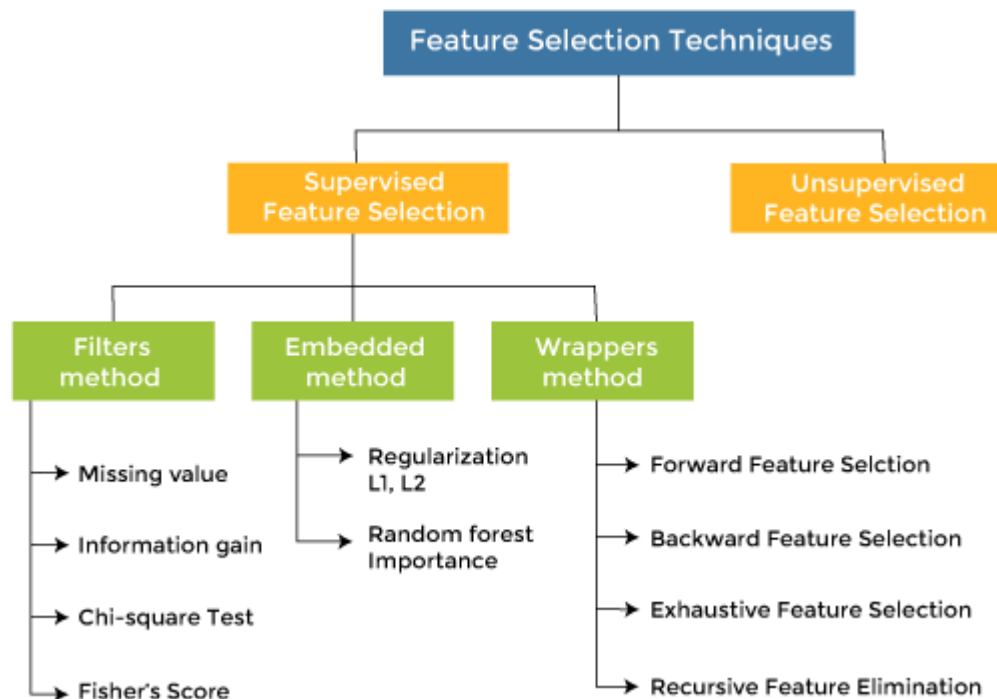 Feature Selection Techniques
Supervised
Feature Selection
Unsupervised
Feature Selection
Filters
method
Embedded
method
Wrappers
method
Missing value
Information gain
Chi-square Test
Fisher's Score
Regularization
L1, L2
Random forest
Importance
Forward Feature Selction
Backward Feature Selection
Exhaustive Feature Selection
Recursive Feature Elimination